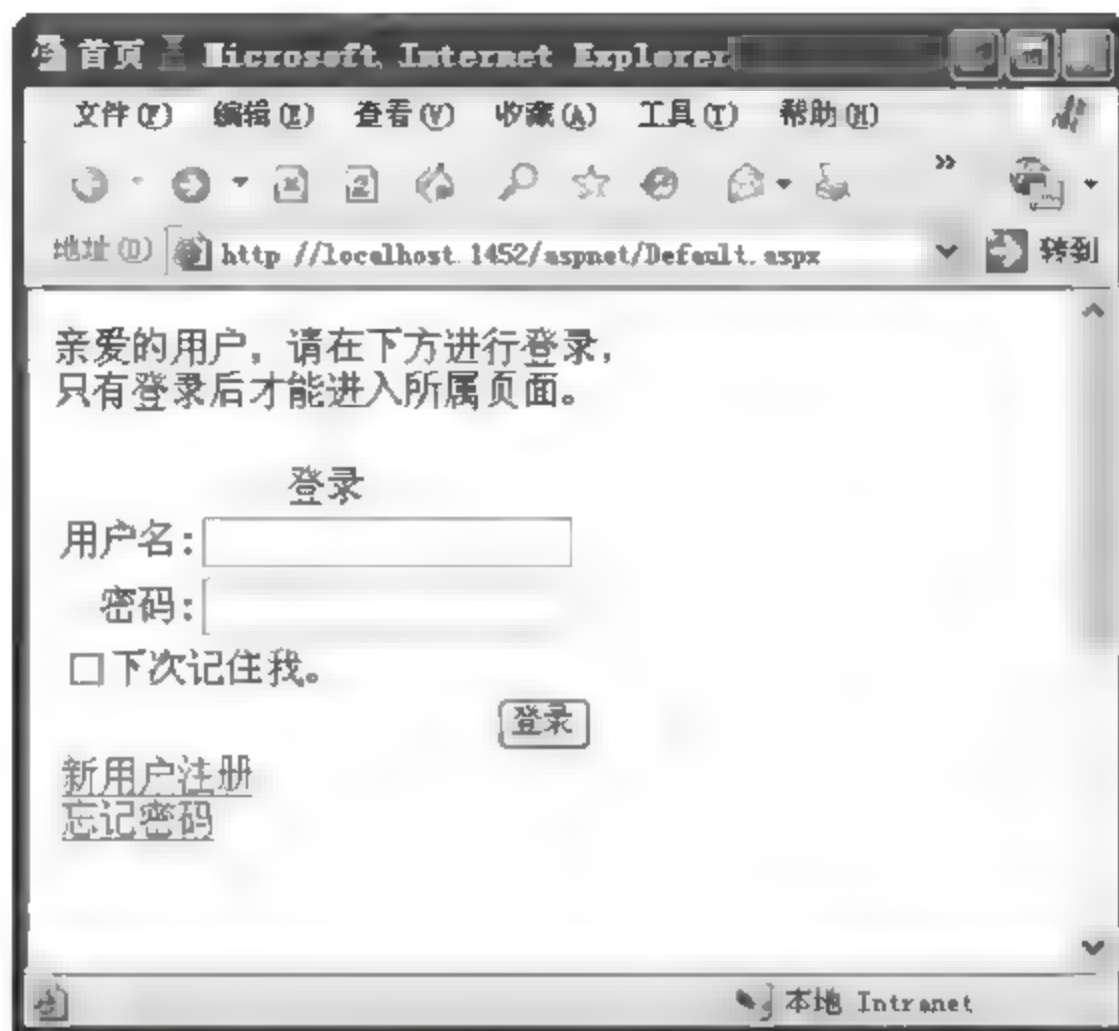 首页 - Microsoft Internet Explorer
文件(F) 编辑(E) 查看(V) 收藏(A) 工具(T) 帮助(H)
地址(D) http://localhost:1452/aspnet/Default.aspx 转到
亲爱的用户，请在下方进行登录，
只有登录后才能进入所属页面。
登录
用户名:
密码:
下次记住我。
登录
新用户注册
忘记密码
本地 Intranet